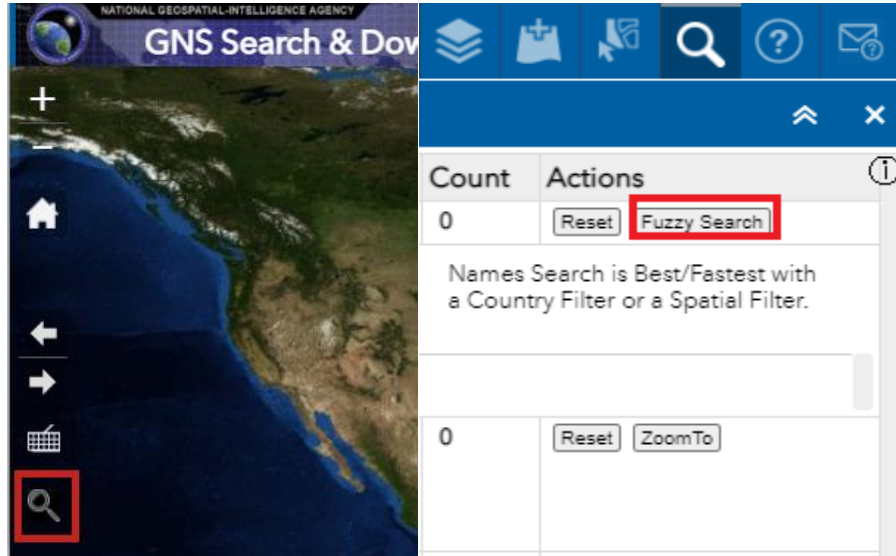 NATIONAL GEOSPATIAL-INTELLIGENCE AGENCY
GNS Search & Dow
Count Actions
0 Reset Fuzzy Search
Names Search is Best/Fastest with
a Country Filter or a Spatial Filter.
0 Reset ZoomTo